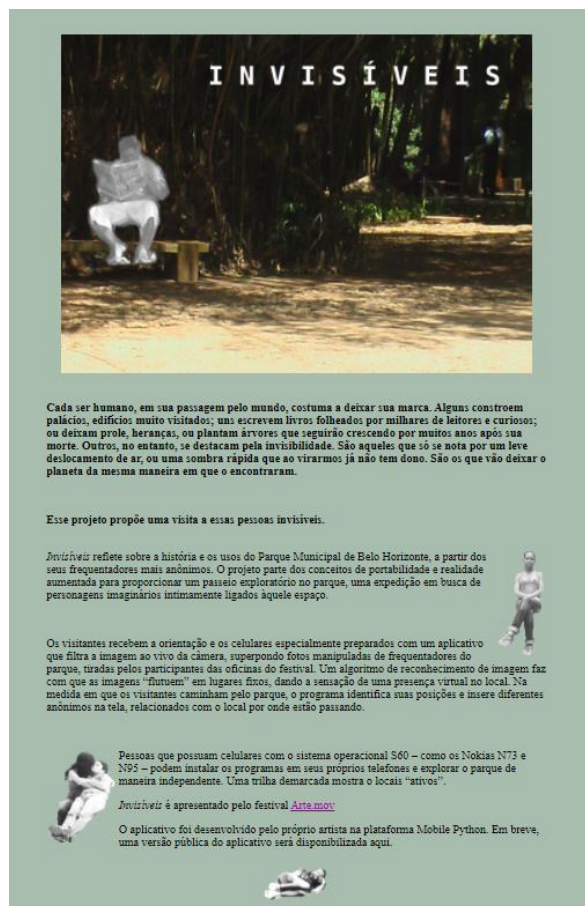 INVISÍVEIS
Cada ser humano, em sua passagem pelo mundo, costuma a deixar sua marca. Alguns constroem
palácios, edifícios muito visitados; uns escrevem livros folheados por milhares de leitores e curiosos;
ou deixam prole, heranças, ou plantam árvores que seguirão crescendo por muitos anos após sua
morte. Outros, no entanto, se destacam pela invisibilidade. São aqueles que só se nota por um leve
deslocamento de ar, ou uma sombra rápida que ao virarmos já não tem dono. São os que vão deixar o
planeta da mesma maneira em que o encontraram.
Esse projeto propõe uma visita a essas pessoas invisíveis.
Invisíveis reflete sobre a história e os usos do Parque Municipal de Belo Horizonte, a partir dos
seus frequentadores mais anônimos. O projeto parte dos conceitos de portabilidade e realidade
aumentada para proporcionar um passeio exploratório no parque, uma expedição em busca de
personagens imaginários intimamente ligados àquele espaço.
Os visitantes recebem a orientação e os celulares especialmente preparados com um aplicativo
que filtra a imagem ao vivo da câmera, superpondo fotos manipuladas de frequentadores do
parque, tiradas pelos participantes das oficinas do festival. Um algoritmo de reconhecimento de imagem faz
com que as imagens “flutuem” em lugares fixos, dando a sensação de uma presença virtual no local. Na
medida em que os visitantes caminham pelo parque, o programa identifica suas posições e insere diferentes
anônimos na tela, relacionados com o local por onde estão passando.
Pessoas que possuam celulares com o sistema operacional S60 – como os Nokias N73 e
N95 – podem instalar os programas em seus próprios telefones e explorar o parque de
maneira independente. Uma trilha demarcada mostra o locais “ativos”.
Invisíveis é apresentado pelo festival Arte.mov
O aplicativo foi desenvolvido pelo próprio artista na plataforma Mobile Python. Em breve,
uma versão pública do aplicativo será disponibilizada aqui.